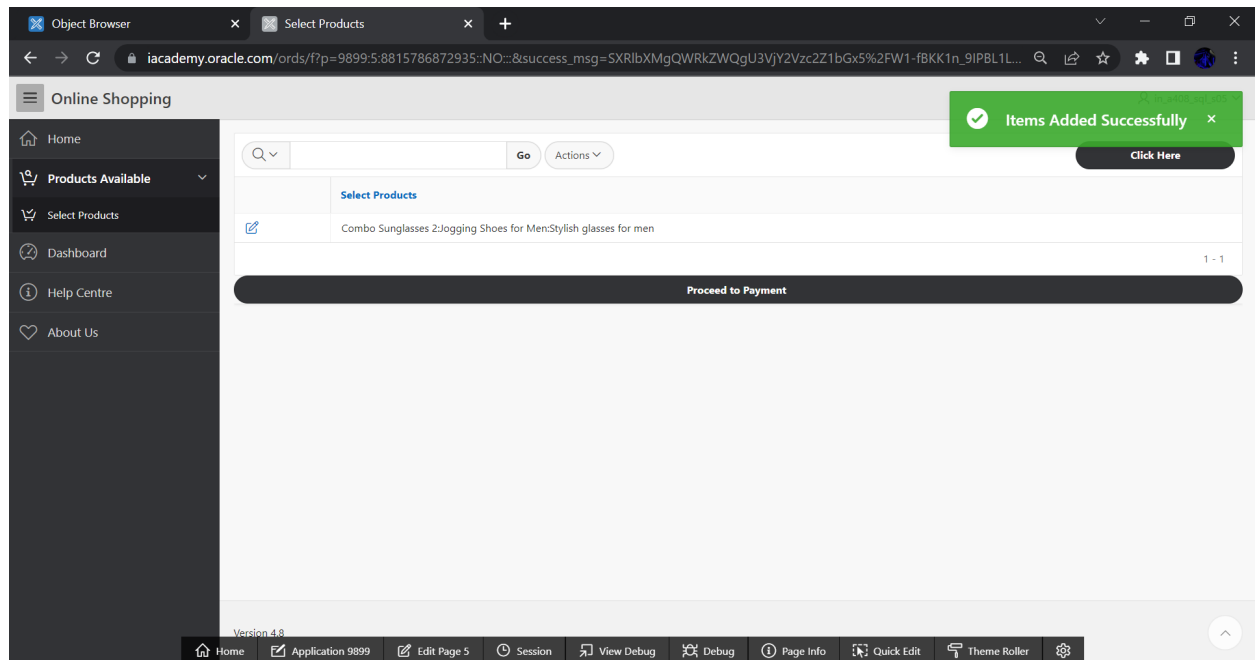 Object Browser
Select Products
iacademy.oracle.com/ords/f?p=9899:5:8815786872935::NO:::&success_msg=SXRlbXMgQWRkZWQgU3VjY2Vzc2Z1bGx5%2FW1-fBKK1n_9IPBL1L...
Online Shopping
Items Added Successfully
Home
Go
Actions
Click Here
Products Available
Select Products
Select Products
Combo Sunglasses 2:Jogging Shoes for Men:Stylish glasses for men
Dashboard
1 - 1
Help Centre
Proceed to Payment
About Us
Version 4.8
Home
Application 9899
Edit Page 5
Session
View Debug
Debug
Page Info
Quick Edit
Theme Roller